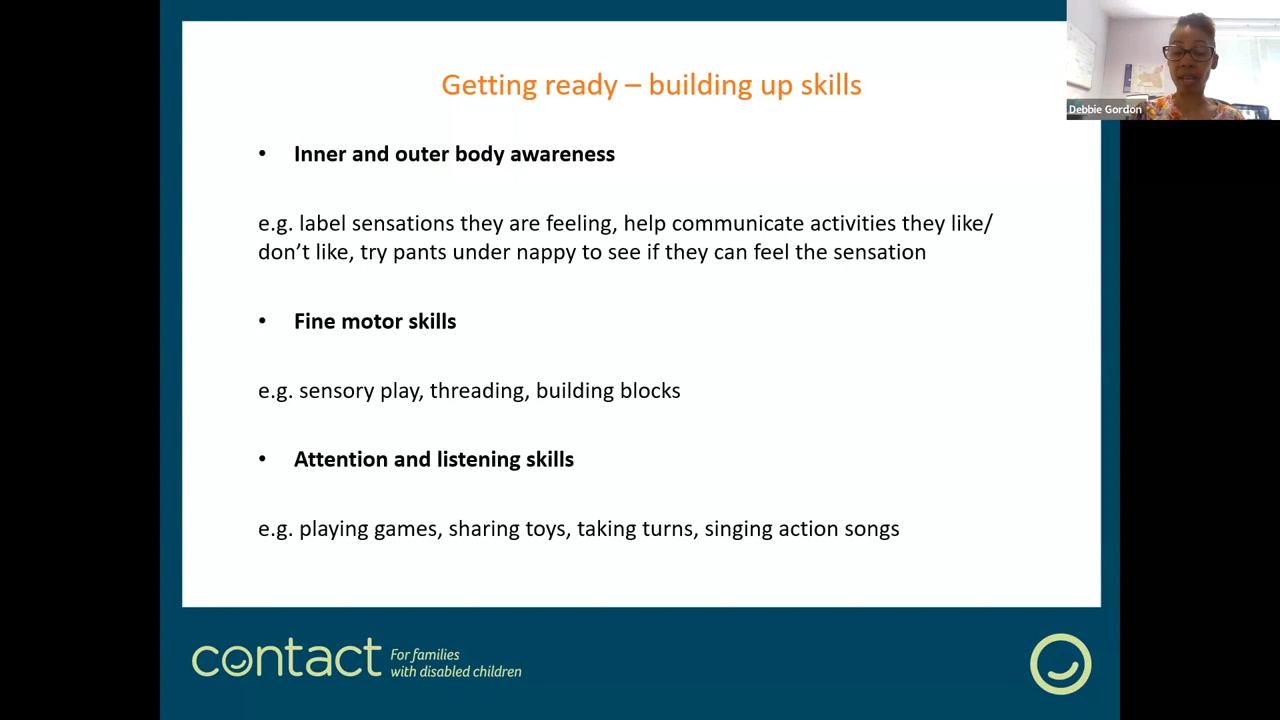 Getting ready – building up skills
Debbie Gordon
• Inner and outer body awareness
e.g. label sensations they are feeling, help communicate activities they like/
don’t like, try pants under nappy to see if they can feel the sensation
• Fine motor skills
e.g. sensory play, threading, building blocks
• Attention and listening skills
e.g. playing games, sharing toys, taking turns, singing action songs
contact
For families
with disabled children